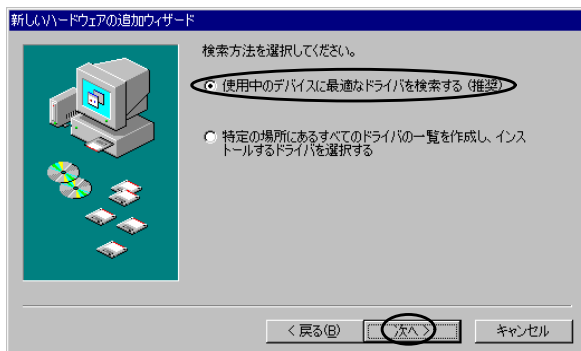 新しいハードウェアの追加ウィザード
検索方法を選択してください。
使用中のデバイスに最適なドライバを検索する (推奨)
特定の場所にあるすべてのドライバの一覧を作成し、インス
トールするドライバを選択する
< 戻る(B)
次へ >
キャンセル